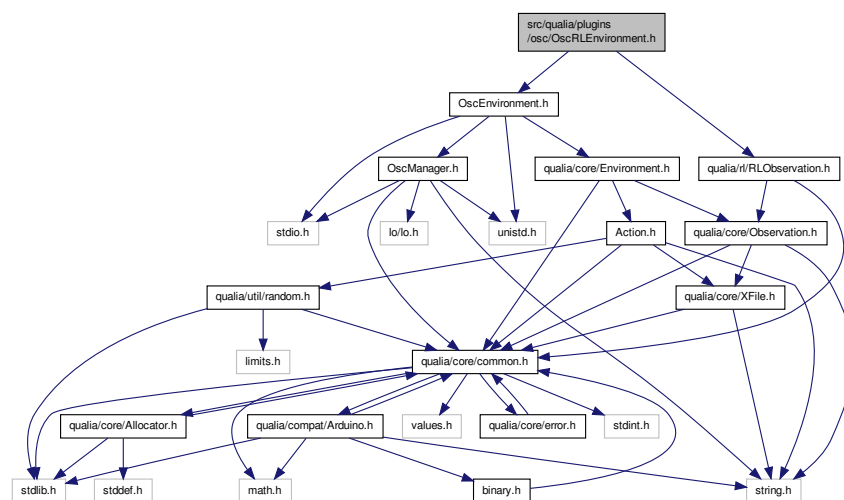 src/qualia/plugins
/osc/OscRLEnvironment.h
OscEnvironment.h
OscManager.h
qualia/core/Environment.h
qualia/rl/RLObservation.h
stdio.h
lo/lo.h
unistd.h
Action.h
qualia/core/Observation.h
qualia/util/random.h
qualia/core/XFile.h
limits.h
qualia/core/common.h
qualia/core/Allocator.h
qualia/compat/Arduino.h
values.h
qualia/core/error.h
stdint.h
stdlib.h
stddef.h
math.h
binary.h
string.h